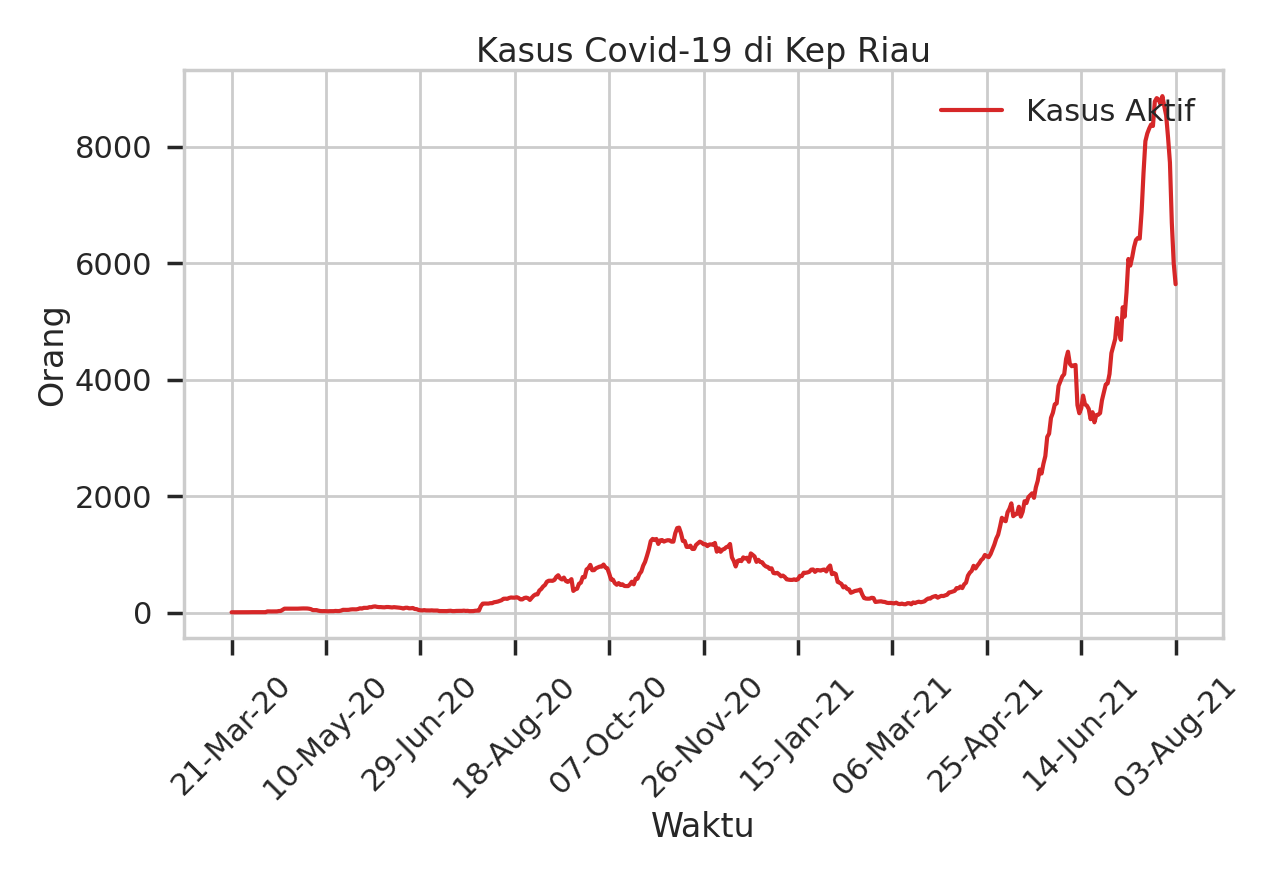 Kasus Covid-19 di Kep Riau
Kasus Aktif
8000
6000
4000
2000
0
Orang
21-Mar-20
10-May-20
29-Jun-20
18-Aug-20
07-Oct-20
26-Nov-20
15-Jan-21
06-Mar-21
25-Apr-21
14-Jun-21
03-Aug-21
Waktu